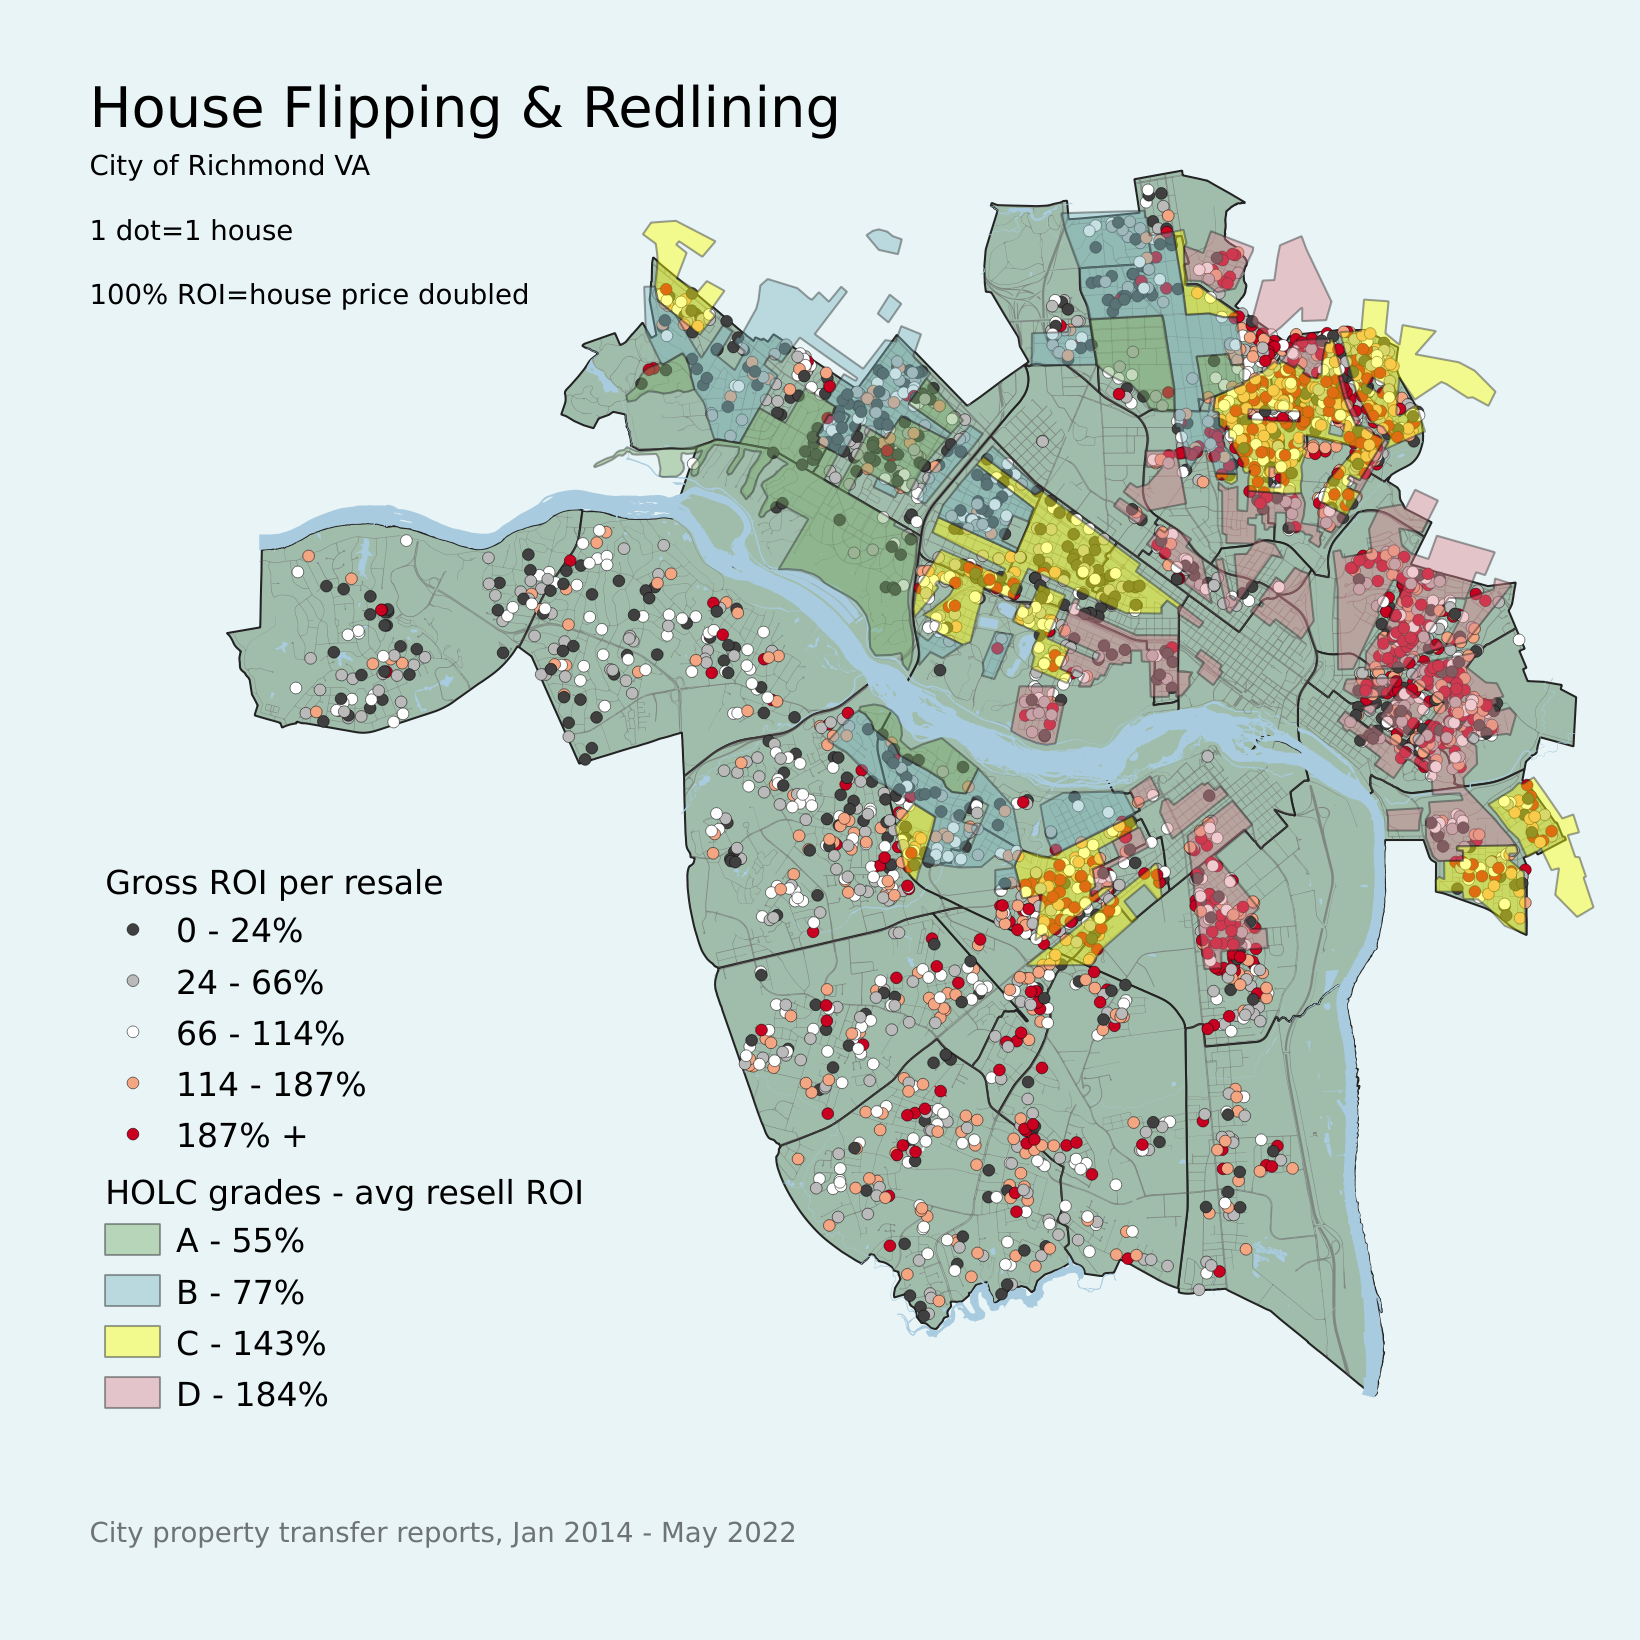 House Flipping & Redlining
City of Richmond VA
1 dot=1 house
100% ROI=house price doubled
Gross ROI per resale
0 - 24%
24 - 66%
66 - 114%
114 - 187%
187% +
HOLC grades - avg resell ROI
A - 55%
B - 77%
C - 143%
D - 184%
City property transfer reports, Jan 2014 - May 2022